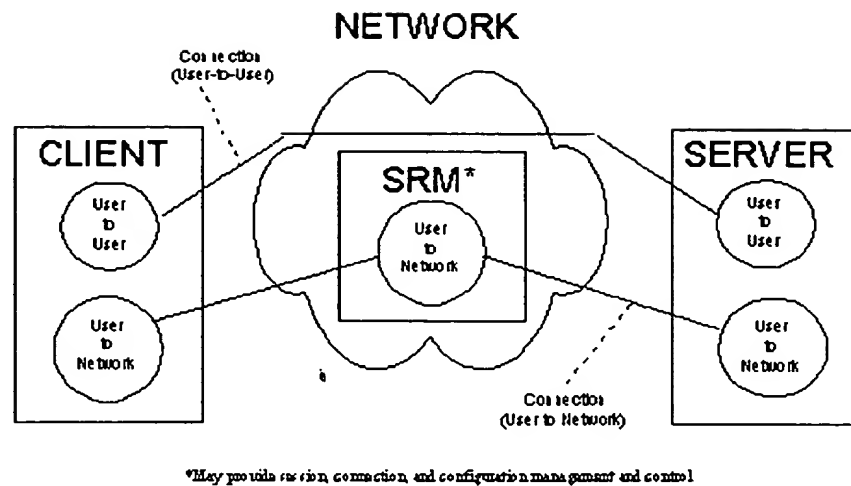 NETWORK
Connection
(User-to-User)
CLIENT
SRM*
SERVER
User
to
User
User
to
Network
User
to
User
User
to
Network
User
to
Network
Connection
(User to Network)
*May provide session, connection, and configuration management and control